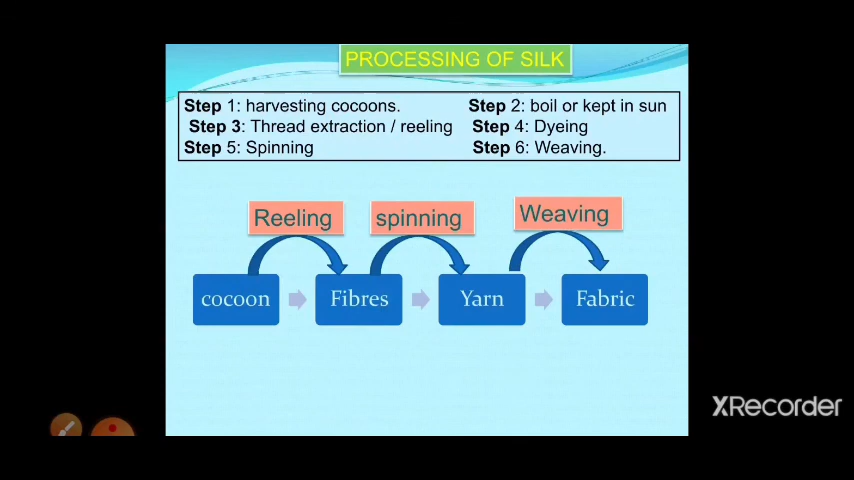 PROCESSING OF SILK
Step 1: harvesting cocoons. Step 2: boil or kept in sun
Step 3: Thread extraction / reeling Step 4: Dyeing
Step 5: Spinning Step 6: Weaving.
Reeling spinning Weaving
cocoon Fibres Yarn Fabric
XRecorder